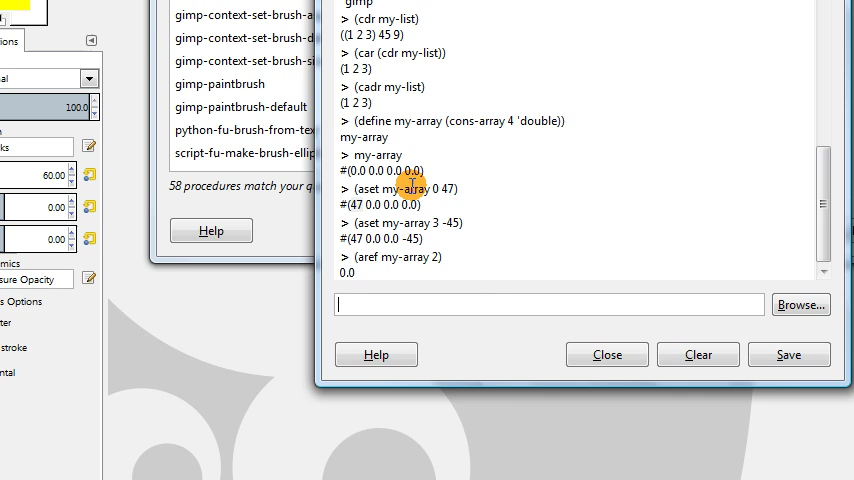 gimp
> (cdr my-list)
((1 2 3) 45 9)
> (car (cdr my-list))
(1 2 3)
> (cadr my-list)
(1 2 3)
> (define my-array (cons-array 4 'double))
my-array
> my-array
#(0.0 0.0 0.0 0.0)
> (aset my-array 0 47)
#(47 0.0 0.0 0.0)
> (aset my-array 3 -45)
#(47 0.0 0.0 -45)
> (aref my-array 2)
0.0
Browse...
Help
Close
Clear
Save
gimp-context-set-brush-a
gimp-context-set-brush-d
gimp-context-set-brush-si
gimp-paintbrush
gimp-paintbrush-default
python-fu-brush-from-tex
script-fu-make-brush-ellip
58 procedures match your q
Help
ions
al
100.0
ks
60.00
0.00
0.00
amics
sure Opacity
s Options
ter
stroke
ntal